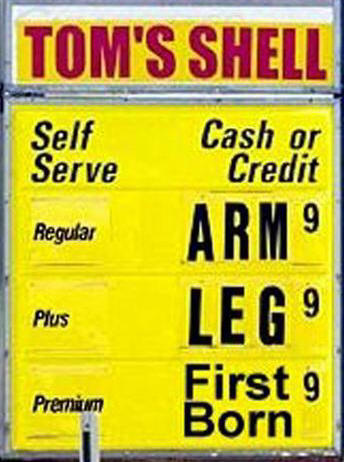 TOM'S SHELL
Self Cash or
Serve Credit
Regular ARM 9
Plus LEG 9
Premium First Born 9